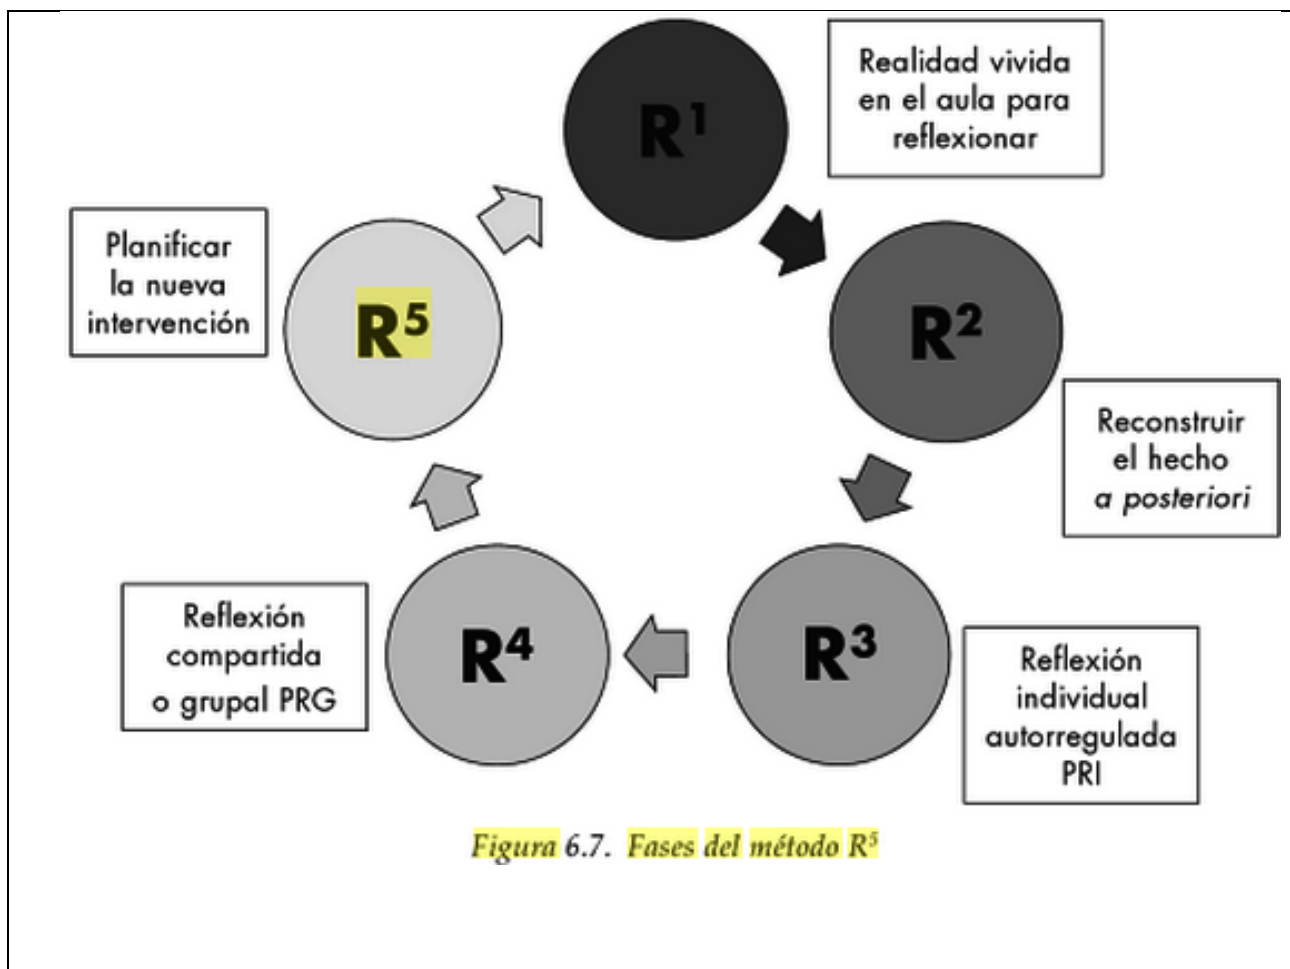 R¹
Realidad vivida
en el aula para
reflexionar
R²
Reconstruir
el hecho
a posteriori
R³
Reflexión
individual
autorregulada
PRI
R⁴
Reflexión
compartida
o grupal PRG
R⁵
Planificar
la nueva
intervención
Figura 6.7. Fases del método R⁵